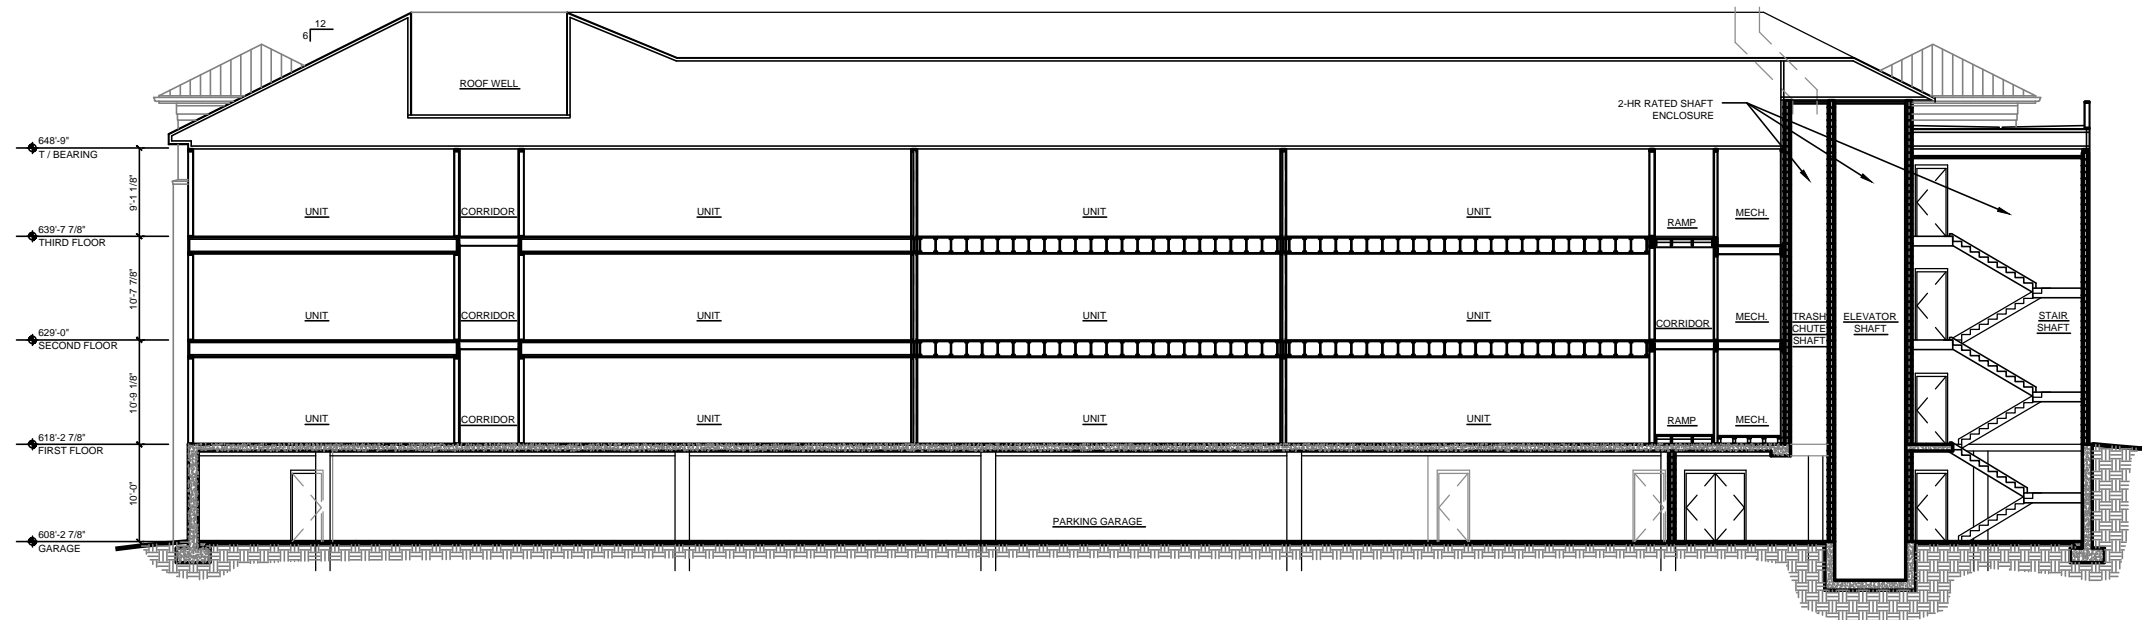 12
6
ROOF WELL
2-HR RATED SHAFT
ENCLOSURE
648'-9"
T / BEARING
9'-1 1/8"
UNIT
CORRIDOR
UNIT
UNIT
UNIT
RAMP
MECH.
639'-7 7/8"
THIRD FLOOR
10'-7 7/8"
UNIT
CORRIDOR
UNIT
UNIT
UNIT
CORRIDOR
MECH.
TRASH
CHUTE
SHAFT
ELEVATOR
SHAFT
STAIR
SHAFT
629'-0"
SECOND FLOOR
10'-9 1/8"
UNIT
CORRIDOR
UNIT
UNIT
UNIT
RAMP
MECH.
618'-2 7/8"
FIRST FLOOR
10'-0"
PARKING GARAGE
608'-2 7/8"
GARAGE